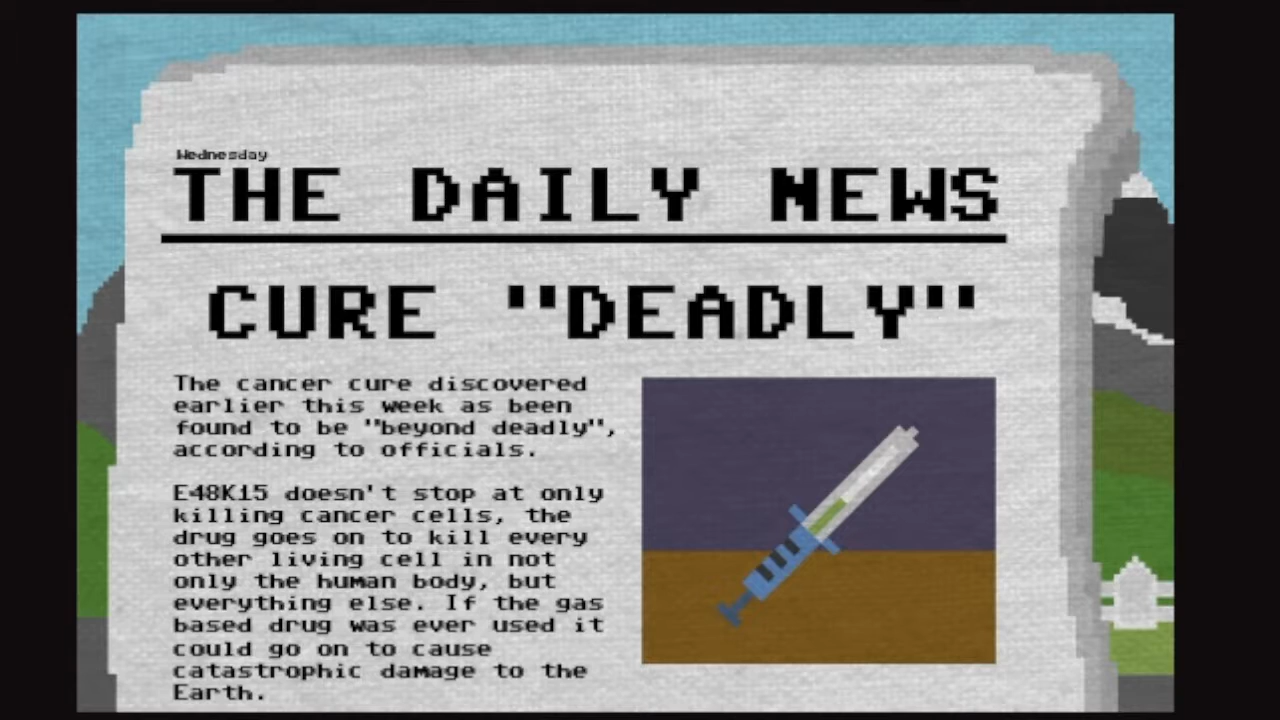 Wednesday
THE DAILY NEWS
CURE "DEADLY"
The cancer cure discovered
earlier this week as been
found to be "beyond deadly",
according to officials.
E48K15 doesn't stop at only
killing cancer cells, the
drug goes on to kill every
other living cell in not
only the human body, but
everything else. If the gas
based drug was ever used it
could go on to cause
catastrophic damage to the
Earth.